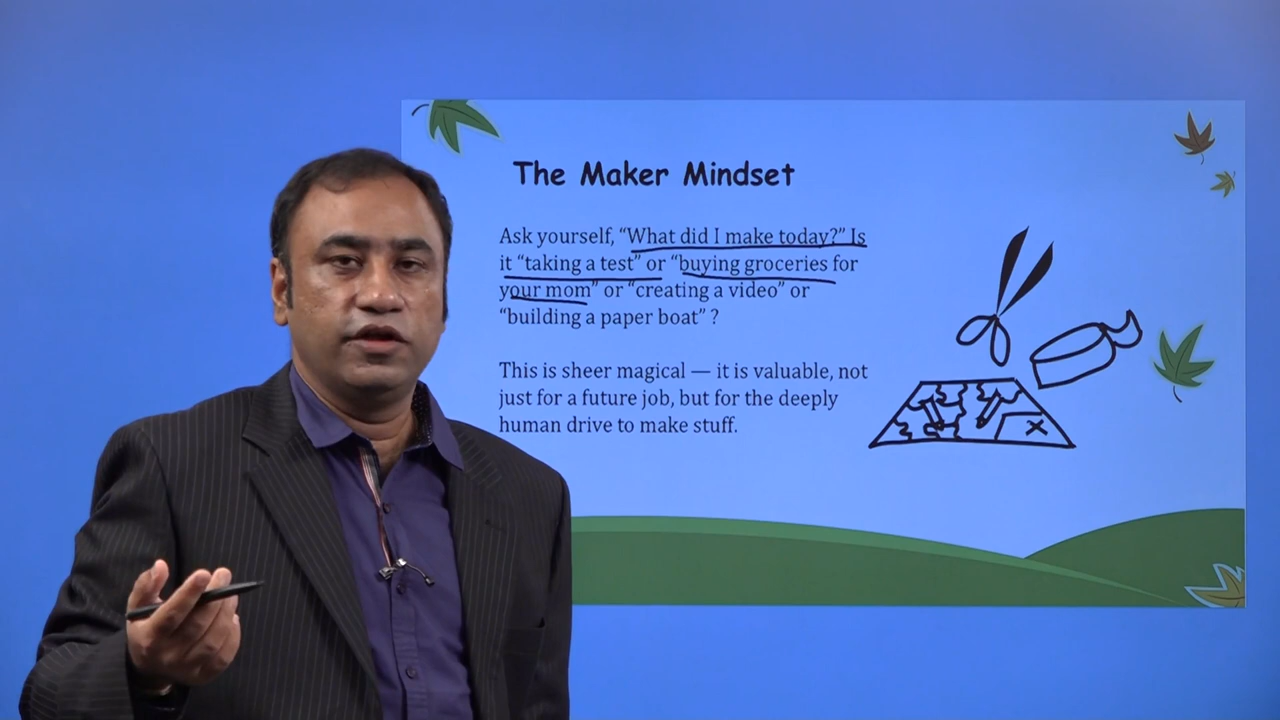 The Maker Mindset
Ask yourself, “What did I make today?” Is
it “taking a test” or “buying groceries for
your mom” or “creating a video” or
“building a paper boat” ?
This is sheer magical — it is valuable, not
just for a future job, but for the deeply
human drive to make stuff.